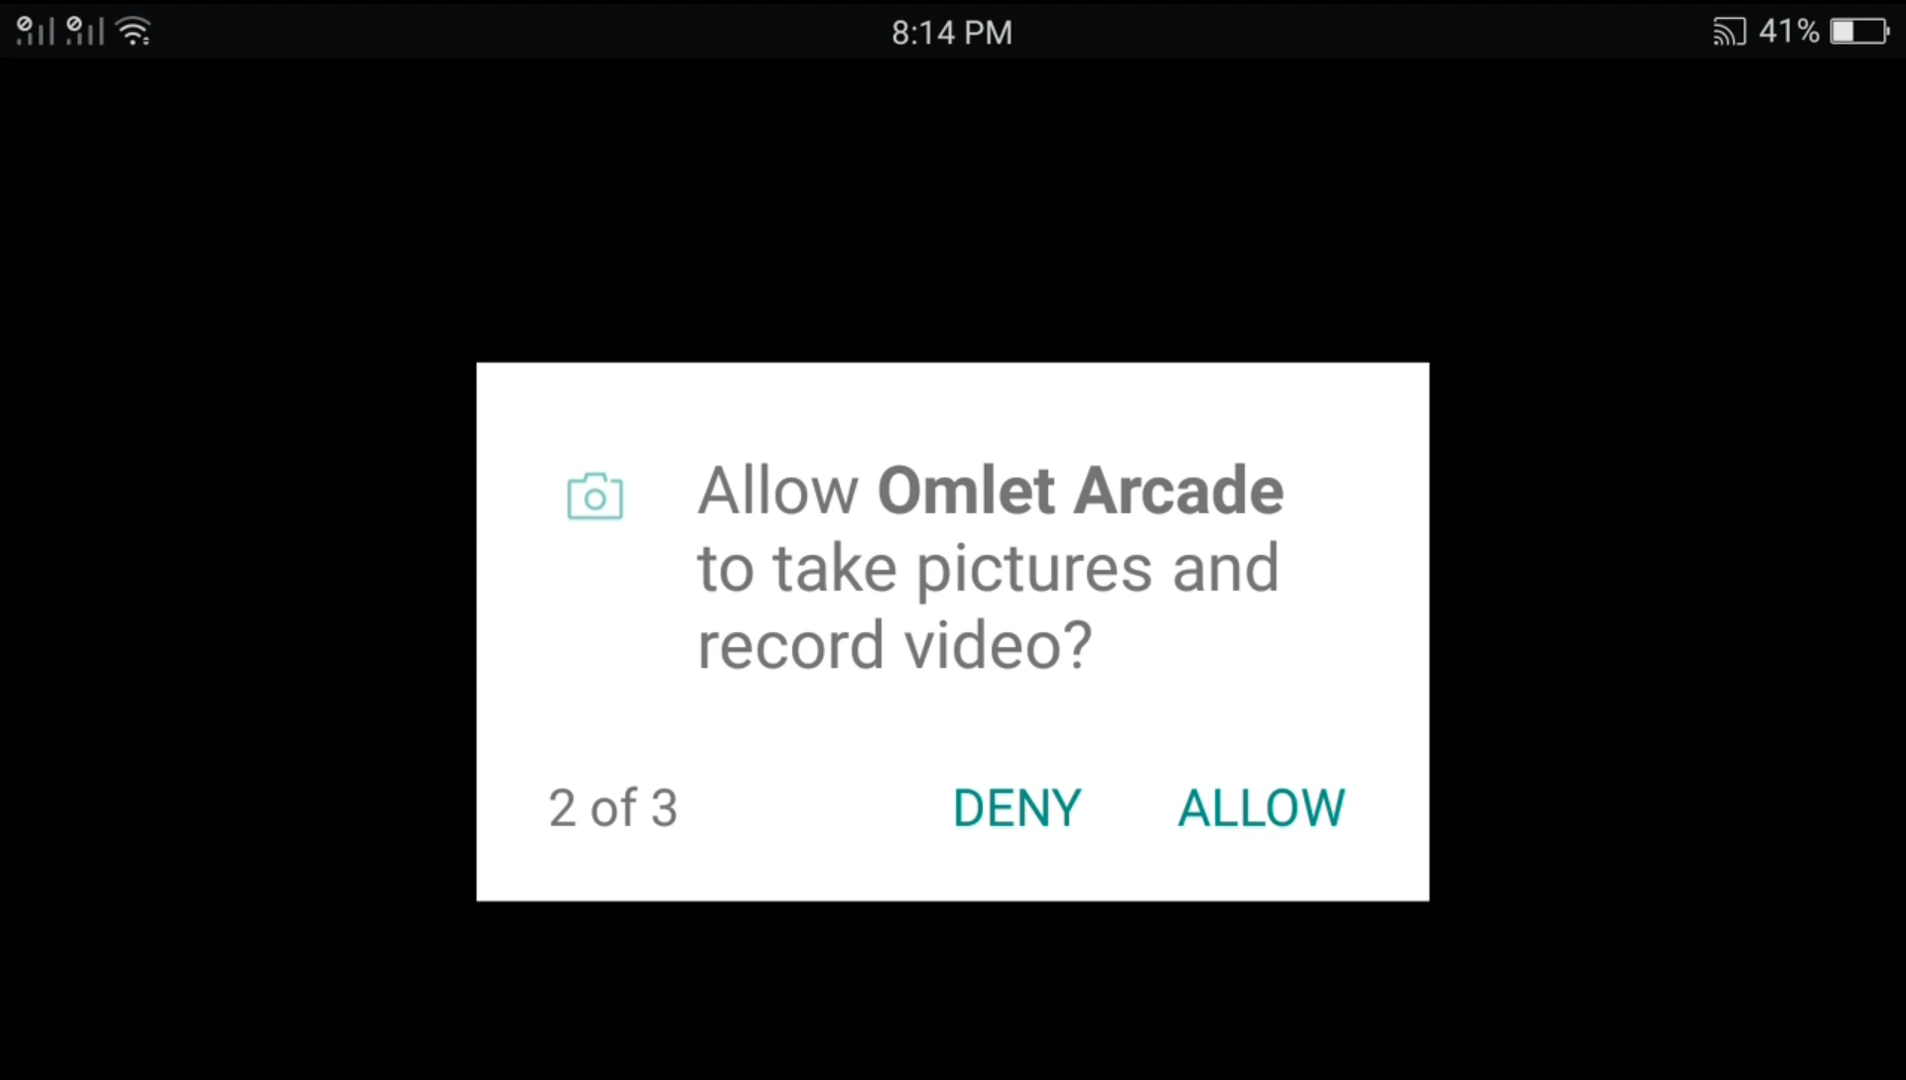 8:14 PM
41%
Allow Omlet Arcade
to take pictures and
record video?
2 of 3
DENY
ALLOW